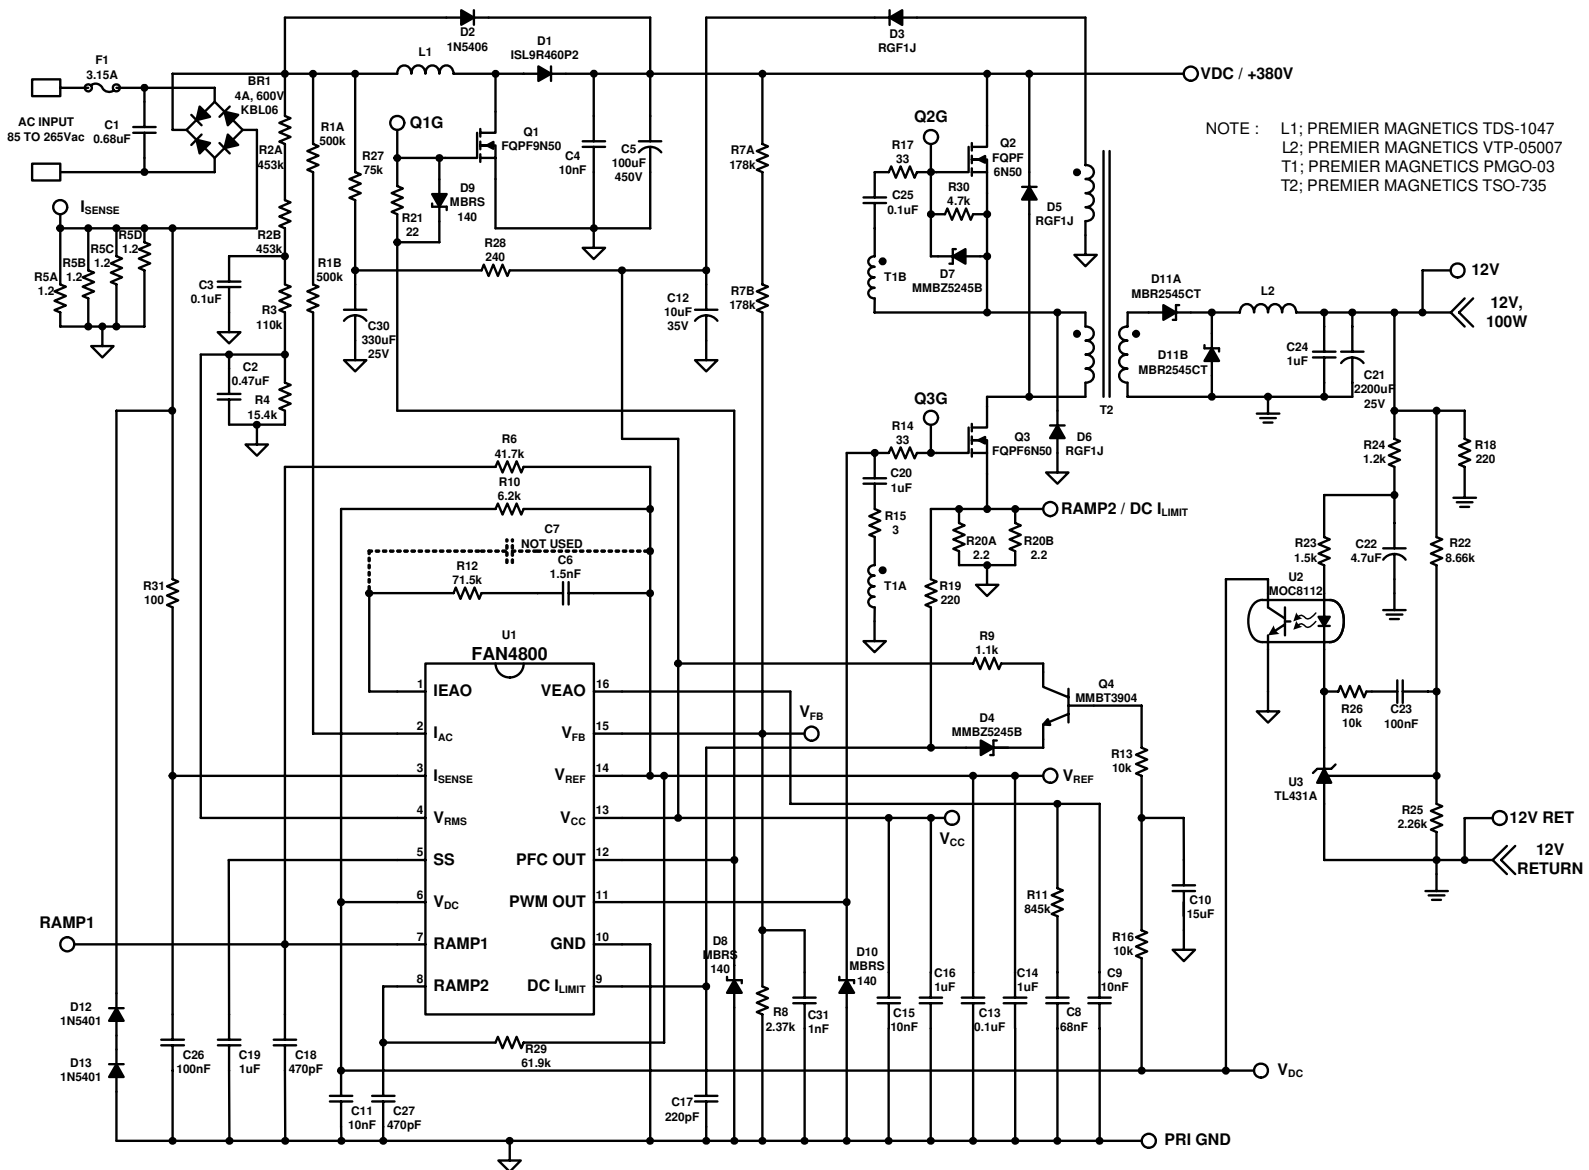 F1
3.15A
AC INPUT
85 TO 265Vac
C1
0.68uF
BR1
4A, 600V
KBL06
R2A
453k
R1A
500k
R27
75k
L1
D2
1N5406
D1
ISL9R460P2
Q1G
Q1
FQPF9N50
D9
MBRS
140
R21
22
C4
10nF
C5
100uF
450V
D3
RGF1J
VDC / +380V
R7A
178k
Q2G
R17
33
C25
0.1uF
Q2
FQPF
6N50
R30
4.7k
D7
MMBZ5245B
T1B
D5
RGF1J
NOTE : L1; PREMIER MAGNETICS TDS-1047
L2; PREMIER MAGNETICS VTP-05007
T1; PREMIER MAGNETICS PMGO-03
T2; PREMIER MAGNETICS TSO-735
ISENSE
R5A
1.2
R5B
1.2
R5C
1.2
R5D
1.2
R2B
453k
C3
0.1uF
R3
110k
R1B
500k
R28
240
C30
330uF
25V
C12
10uF
35V
R7B
178k
C2
0.47uF
R4
15.4k
D11A
MBR2545CT
D11B
MBR2545CT
L2
12V
12V,
100W
C24
1uF
C21
2200uF
25V
T2
R6
41.7k
R10
6.2k
C7
NOT USED
R12
71.5k
C6
1.5nF
Q3G
R14
33
C20
1uF
R15
3
T1A
Q3
FQPF6N50
D6
RGF1J
RAMP2 / DC ILIMIT
R20A
2.2
R20B
2.2
R19
220
R24
1.2k
R18
220
R23
1.5k
C22
4.7uF
R22
8.66k
U2
MOC8112
R31
100
U1
FAN4800
1 IEAO
2 IAC
3 ISENSE
4 VRMS
5 SS
6 VDC
7 RAMP1
8 RAMP2
VEAO 16
VFB 15
VREF 14
VCC 13
PFC OUT 12
PWM OUT 11
GND 10
DC ILIMIT 9
R9
1.1k
Q4
MMBT3904
D4
MMBZ5245B
VFB
VREF
VCC
R13
10k
R26
10k
C23
100nF
U3
TL431A
R25
2.26k
12V RET
12V
RETURN
RAMP1
R11
845k
C10
15uF
R16
10k
D8
MBRS
140
D10
MBRS
140
R8
2.37k
C31
1nF
C15
10nF
C16
1uF
C13
0.1uF
C14
1uF
C8
68nF
C9
10nF
D12
1N5401
D13
1N5401
C26
100nF
C19
1uF
C18
470pF
R29
61.9k
C11
10nF
C27
470pF
C17
220pF
VDC
PRI GND